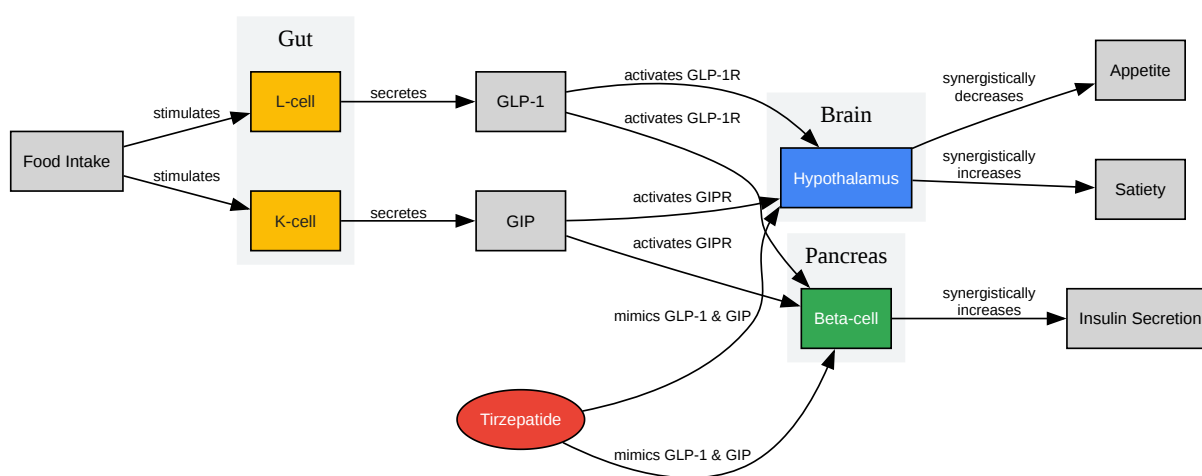 Gut
L-cell
K-cell
Food Intake
stimulates
stimulates
secretes
secretes
GLP-1
GIP
activates GLP-1R
activates GLP-1R
activates GIPR
activates GIPR
mimics GLP-1 & GIP
mimics GLP-1 & GIP
Tirzepatide
Brain
Hypothalamus
Pancreas
Beta-cell
synergistically
decreases
synergistically
increases
synergistically
increases
Appetite
Satiety
Insulin Secretion